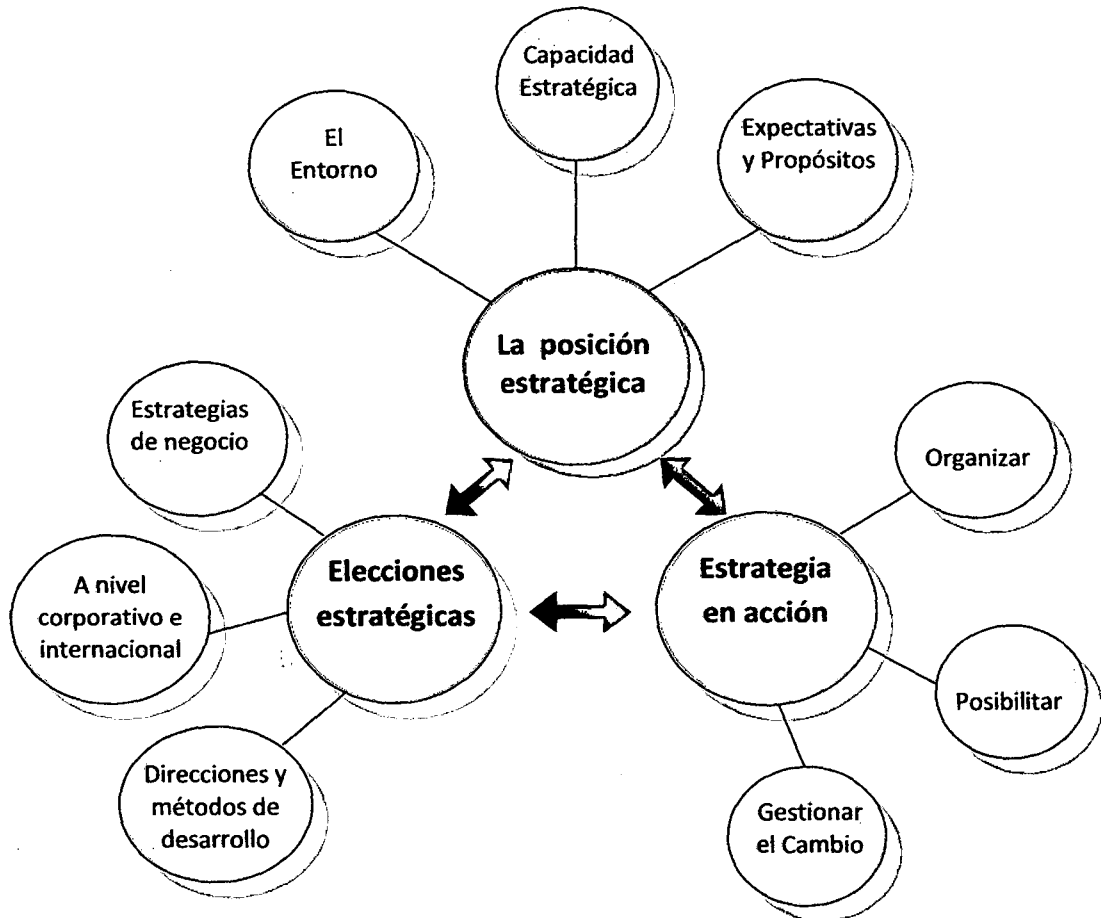 Capacidad
Estratégica
El
Entorno
Expectativas
y Propósitos
La posición
estratégica
Estrategias
de negocio
Organizar
A nivel
corporativo e
internacional
Elecciones
estratégicas
Estrategia
en acción
Posibilitar
Direcciones y
métodos de
desarrollo
Gestionar
el Cambio